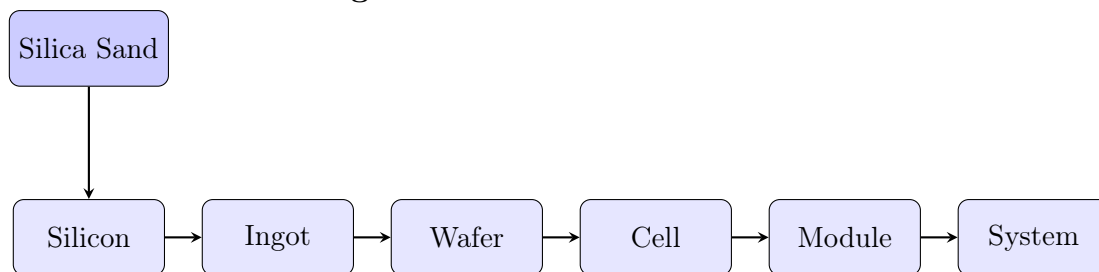 Silica Sand
Silicon
Ingot
Wafer
Cell
Module
System